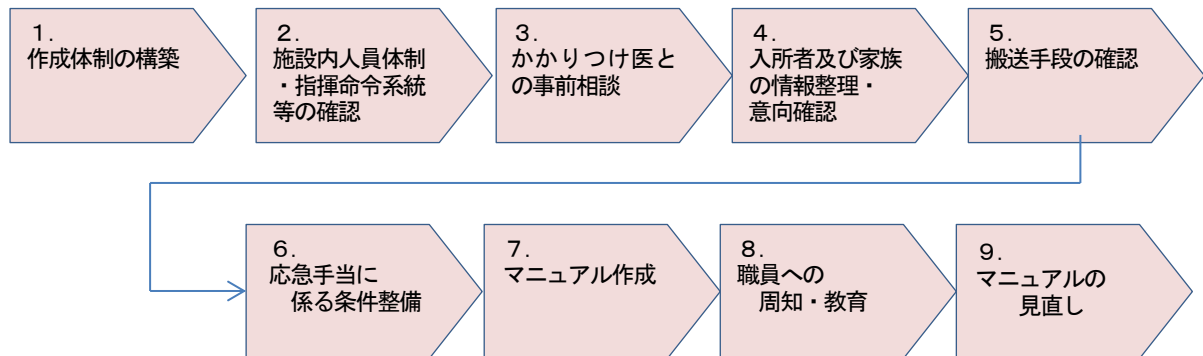 １．
作成体制の構築
２．
施設内人員体制
・指揮命令系統
等の確認
３．
かかりつけ医と
の事前相談
４．
入所者及び家族
の情報整理・
意向確認
５．
搬送手段の確認
６．
応急手当に
係る条件整備
７．
マニュアル作成
８．
職員への
周知・教育
９．
マニュアルの
見直し